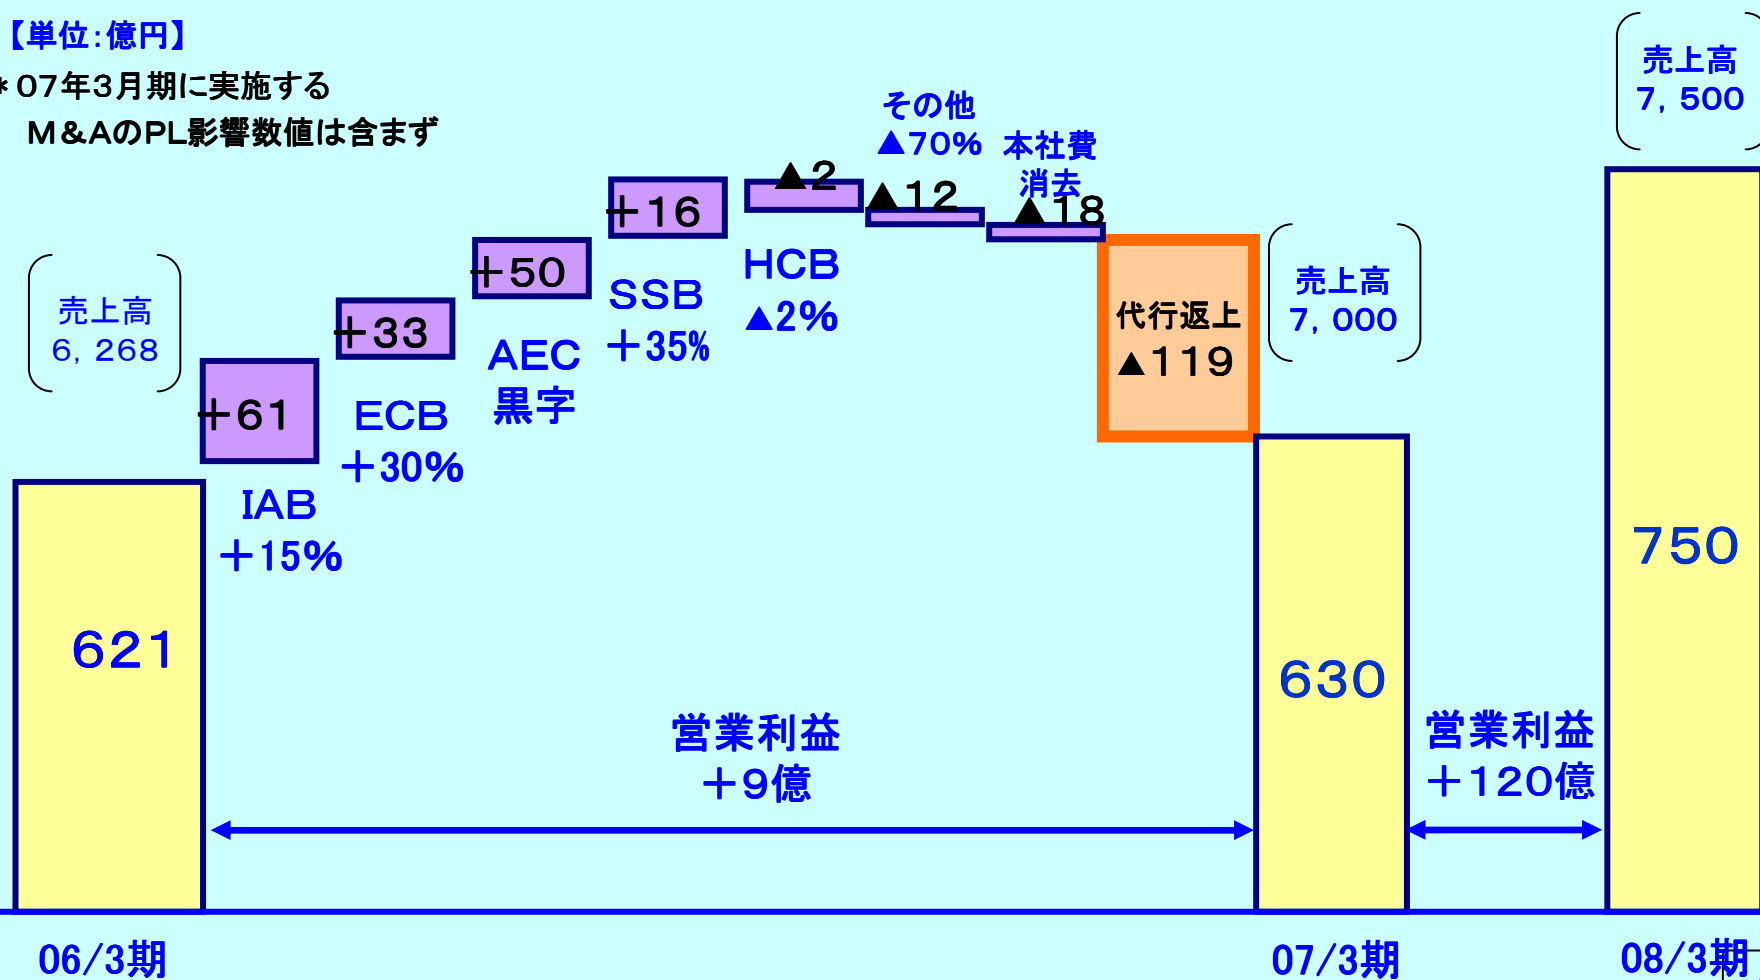 【単位:億円】
*07年3月期に実施する
M&AのPL影響数値は含まず
売上高
6,268
621
06/3期
+61
IAB
+15%
+33
ECB
+30%
+50
AEC
黒字
+16
SSB
+35%
▲2
HCB
▲2%
その他
▲70%
▲12
本社費
消去
▲18
代行返上
▲119
営業利益
+9億
売上高
7,000
630
07/3期
営業利益
+120億
売上高
7,500
750
08/3期